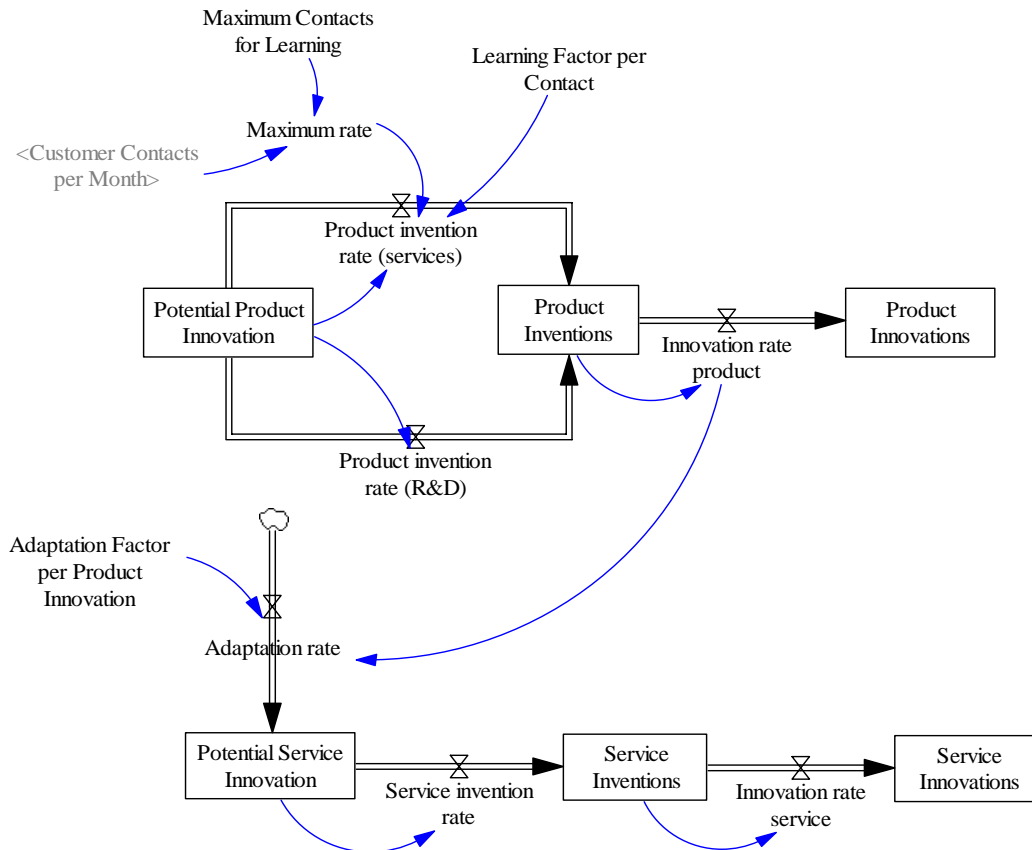 Maximum Contacts
for Learning
Learning Factor per
Contact
Maximum rate
<Customer Contacts
per Month>
Product invention
rate (services)
Potential Product
Innovation
Product
Inventions
Product
Innovations
Innovation rate
product
Product invention
rate (R&D)
Adaptation Factor
per Product
Innovation
Adaptation rate
Potential Service
Innovation
Service
Inventions
Service
Innovations
Service invention
rate
Innovation rate
service